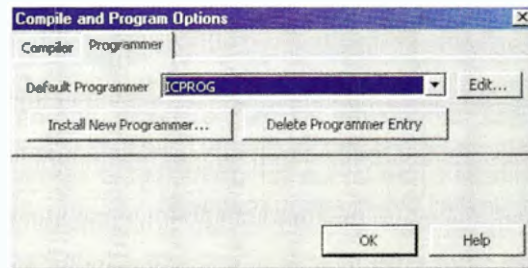 Compile and Program Options
Compiler Programmer
Default Programmer ICPROG Edit...
Install New Programmer... Delete Programmer Entry
OK Help